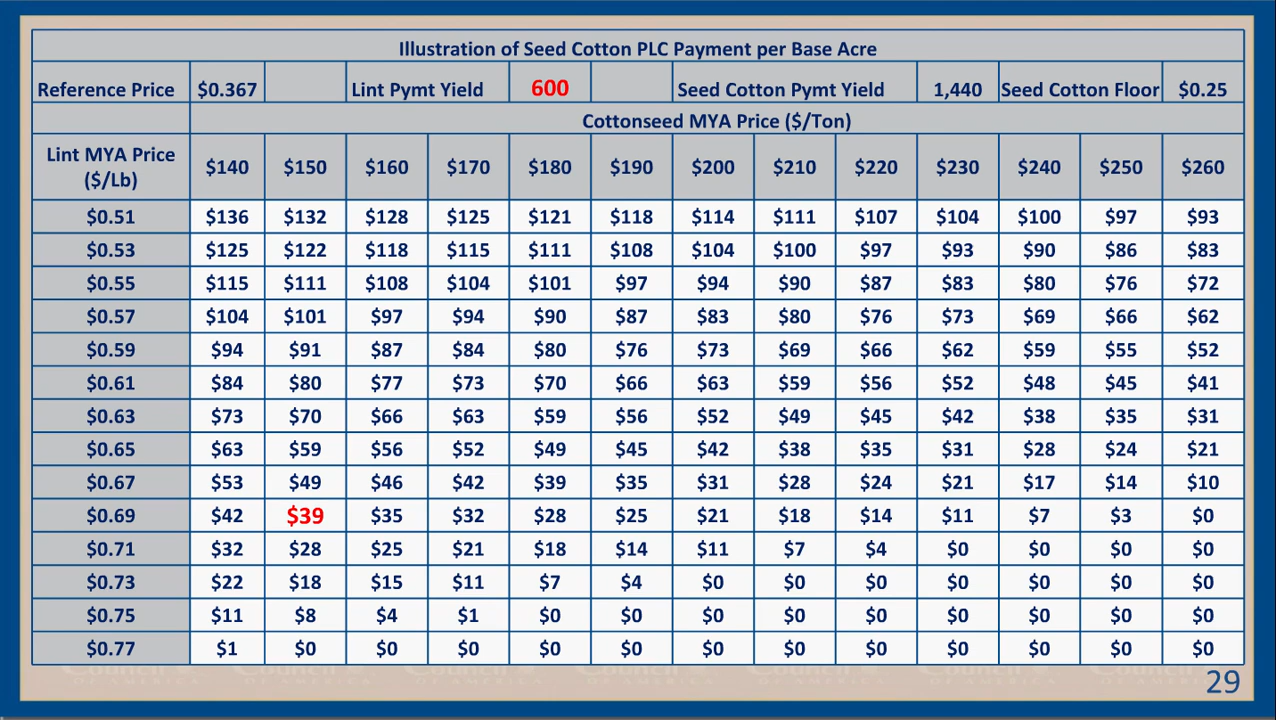 Illustration of Seed Cotton PLC Payment per Base Acre
Reference Price $0.367 Lint Pymt Yield 600 Seed Cotton Pymt Yield 1,440 Seed Cotton Floor $0.25
Cottonseed MYA Price ($/Ton)
Lint MYA Price ($/Lb) $140 $150 $160 $170 $180 $190 $200 $210 $220 $230 $240 $250 $260
$0.51 $136 $132 $128 $125 $121 $118 $114 $111 $107 $104 $100 $97 $93
$0.53 $125 $122 $118 $115 $111 $108 $104 $100 $97 $93 $90 $86 $83
$0.55 $115 $111 $108 $104 $101 $97 $94 $90 $87 $83 $80 $76 $72
$0.57 $104 $101 $97 $94 $90 $87 $83 $80 $76 $73 $69 $66 $62
$0.59 $94 $91 $87 $84 $80 $76 $73 $69 $66 $62 $59 $55 $52
$0.61 $84 $80 $77 $73 $70 $66 $63 $59 $56 $52 $48 $45 $41
$0.63 $73 $70 $66 $63 $59 $56 $52 $49 $45 $42 $38 $35 $31
$0.65 $63 $59 $56 $52 $49 $45 $42 $38 $35 $31 $28 $24 $21
$0.67 $53 $49 $46 $42 $39 $35 $31 $28 $24 $21 $17 $14 $10
$0.69 $42 $39 $35 $32 $28 $25 $21 $18 $14 $11 $7 $3 $0
$0.71 $32 $28 $25 $21 $18 $14 $11 $7 $4 $0 $0 $0 $0
$0.73 $22 $18 $15 $11 $7 $4 $0 $0 $0 $0 $0 $0 $0
$0.75 $11 $8 $4 $1 $0 $0 $0 $0 $0 $0 $0 $0 $0
$0.77 $1 $0 $0 $0 $0 $0 $0 $0 $0 $0 $0 $0 $0
29